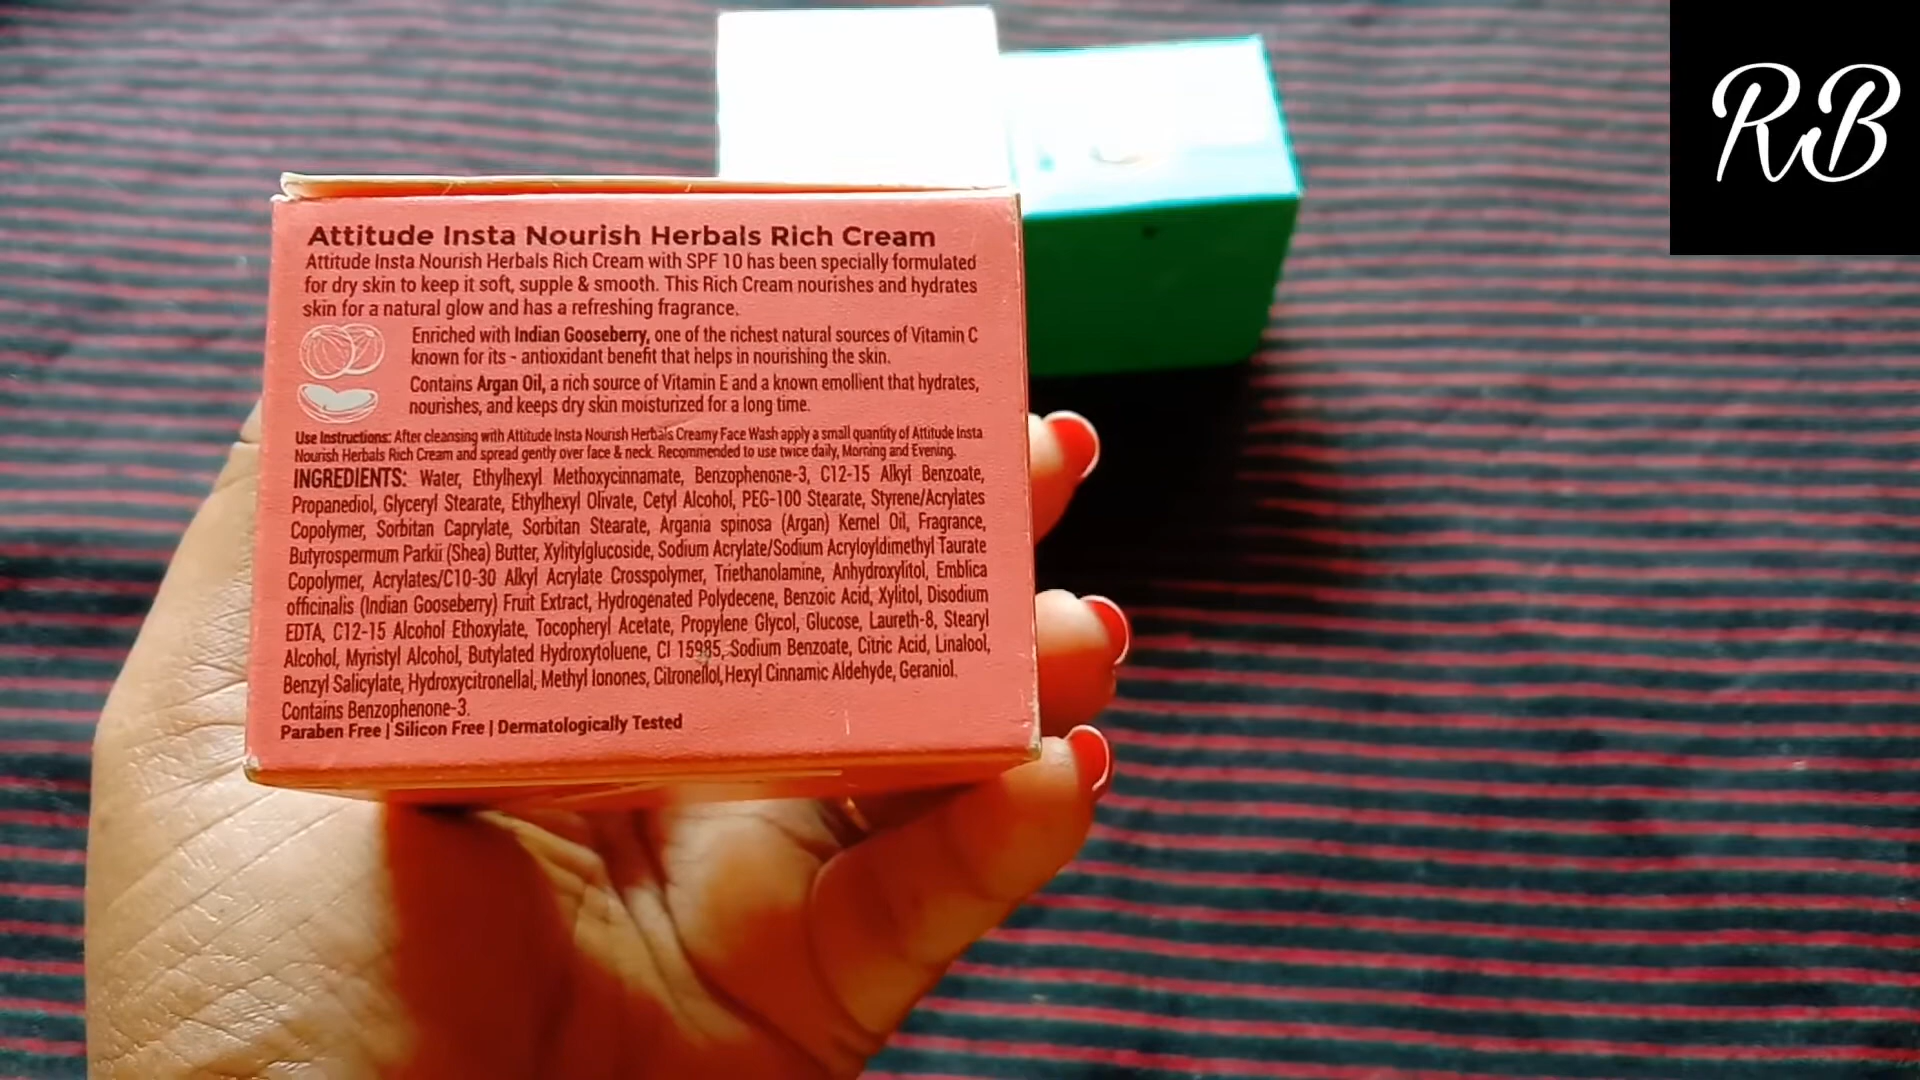 RB
Attitude Insta Nourish Herbals Rich Cream
Attitude Insta Nourish Herbals Rich Cream with SPF 10 has been specially formulated
for dry skin to keep it soft, supple & smooth. This Rich Cream nourishes and hydrates
skin for a natural glow and has a refreshing fragrance.
Enriched with Indian Gooseberry, one of the richest natural sources of Vitamin C
known for its - antioxidant benefit that helps in nourishing the skin.
Contains Argan Oil, a rich source of Vitamin E and a known emollient that hydrates,
nourishes, and keeps dry skin moisturized for a long time.
Use Instructions: After cleansing with Attitude Insta Nourish Herbals Creamy Face Wash apply a small quantity of Attitude Insta
Nourish Herbals Rich Cream and spread gently over face & neck. Recommended to use twice daily, Morning and Evening.
INGREDIENTS: Water, Ethylhexyl Methoxycinnamate, Benzophenone-3, C12-15 Alkyl Benzoate,
Propanediol, Glyceryl Stearate, Ethylhexyl Olivate, Cetyl Alcohol, PEG-100 Stearate, Styrene/Acrylates
Copolymer, Sorbitan Caprylate, Sorbitan Stearate, Argania spinosa (Argan) Kernel Oil, Fragrance,
Butyrospermum Parkii (Shea) Butter, Xylitylglucoside, Sodium Acrylate/Sodium Acryloyldimethyl Taurate
Copolymer, Acrylates/C10-30 Alkyl Acrylate Crosspolymer, Triethanolamine, Anhydroxylitol, Emblica
officinalis (Indian Gooseberry) Fruit Extract, Hydrogenated Polydecene, Benzoic Acid, Xylitol, Disodium
EDTA, C12-15 Alcohol Ethoxylate, Tocopheryl Acetate, Propylene Glycol, Glucose, Laureth-8, Stearyl
Alcohol, Myristyl Alcohol, Butylated Hydroxytoluene, CI 15985, Sodium Benzoate, Citric Acid, Linalool,
Benzyl Salicylate, Hydroxycitronellal, Methyl Ionones, Citronellol, Hexyl Cinnamic Aldehyde, Geraniol.
Contains Benzophenone-3.
Paraben Free | Silicon Free | Dermatologically Tested